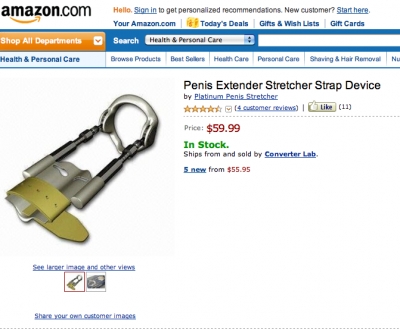 amazon.com
Hello. Sign in to get personalized recommendations. New customer? Start here.
Your Amazon.com Today's Deals Gifts & Wish Lists Gift Cards
Shop All Departments Search Health & Personal Care
Health & Personal Care Browse Products Best Sellers Health Care Personal Care Shaving & Hair Removal Nu
Penis Extender Stretcher Strap Device
by Platinum Penis Stretcher
(4 customer reviews) | Like (11)
Price: $59.99
In Stock.
Ships from and sold by Converter Lab.
5 new from $55.95
See larger image and other views
Share your own customer images